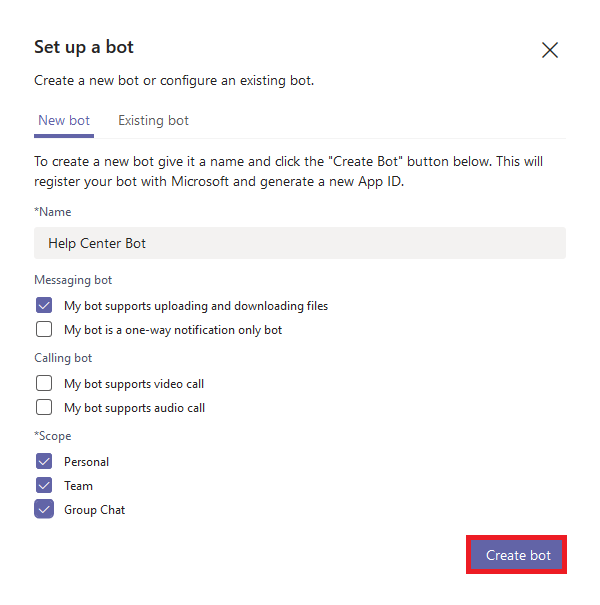 Set up a bot
Create a new bot or configure an existing bot.
New bot Existing bot
To create a new bot give it a name and click the "Create Bot" button below. This will
register your bot with Microsoft and generate a new App ID.
*Name
Help Center Bot
Messaging bot
My bot supports uploading and downloading files
My bot is a one-way notification only bot
Calling bot
My bot supports video call
My bot supports audio call
*Scope
Personal
Team
Group Chat
Create bot